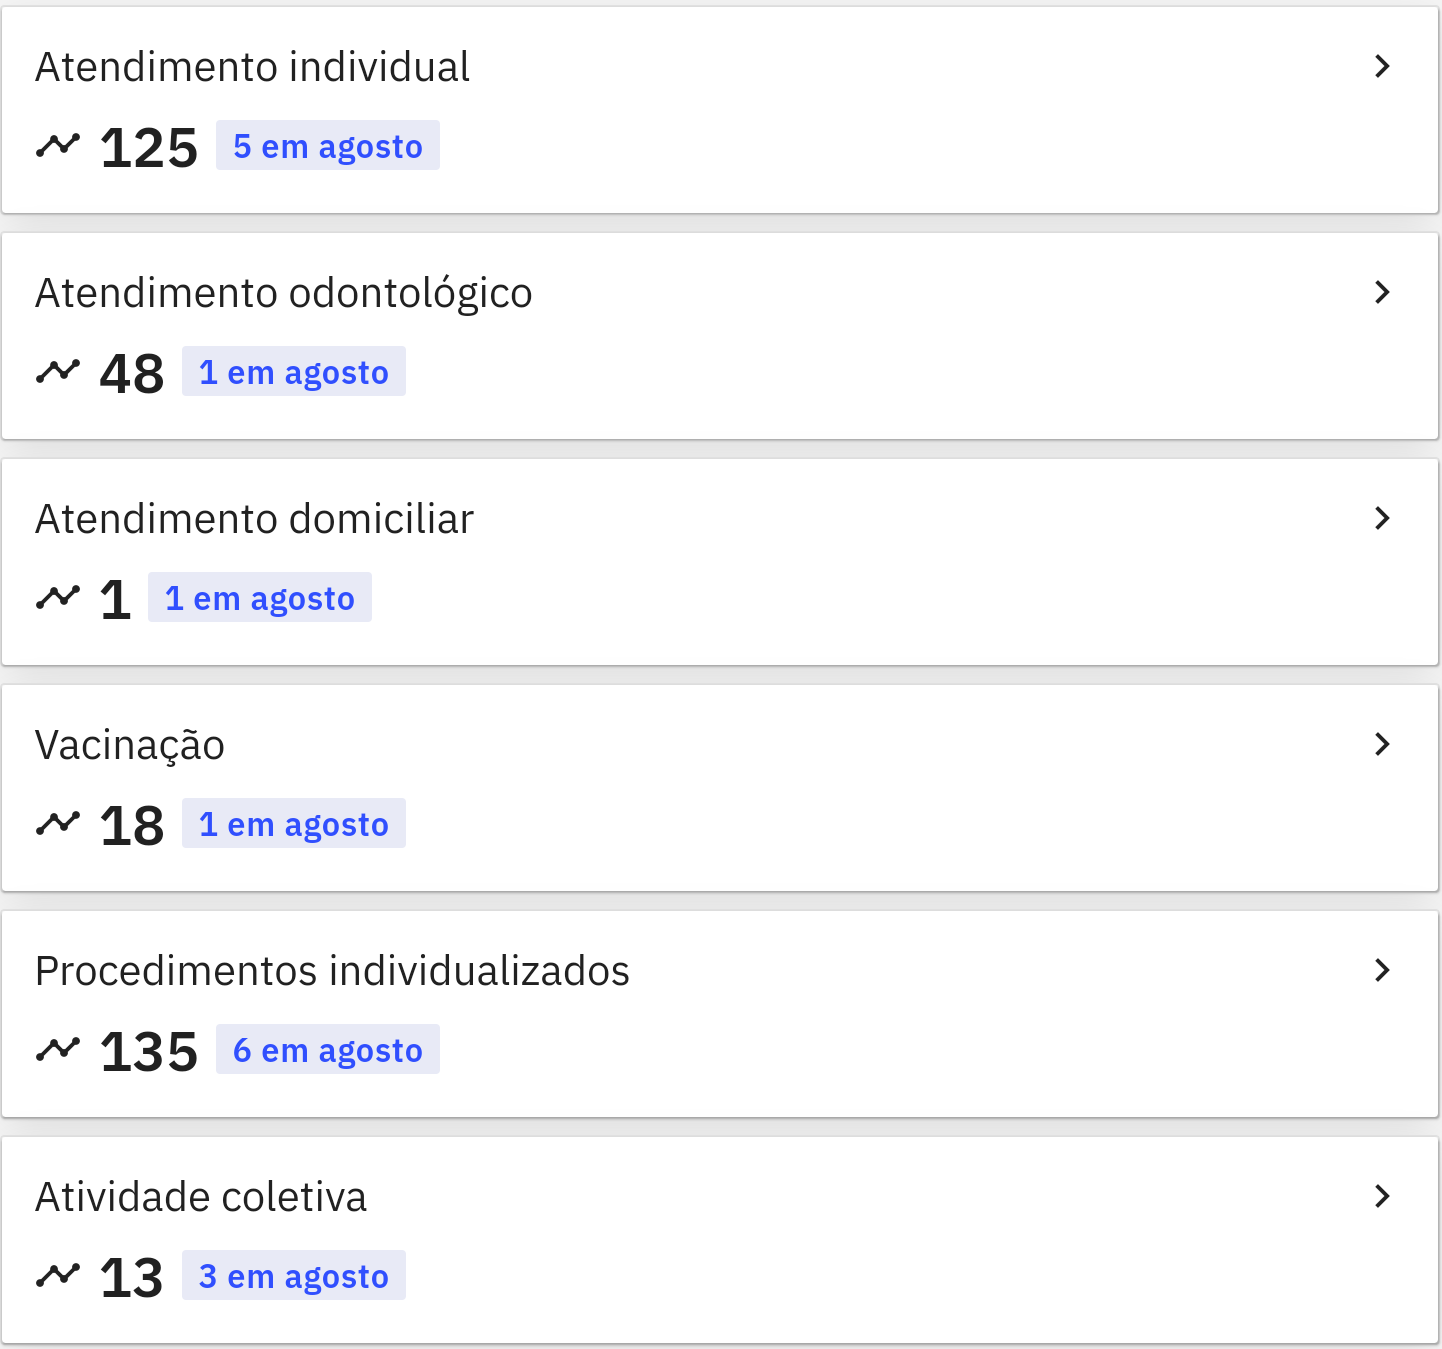 Atendimento individual
125 5 em agosto
Atendimento odontológico
48 1 em agosto
Atendimento domiciliar
1 1 em agosto
Vacinação
18 1 em agosto
Procedimentos individualizados
135 6 em agosto
Atividade coletiva
13 3 em agosto